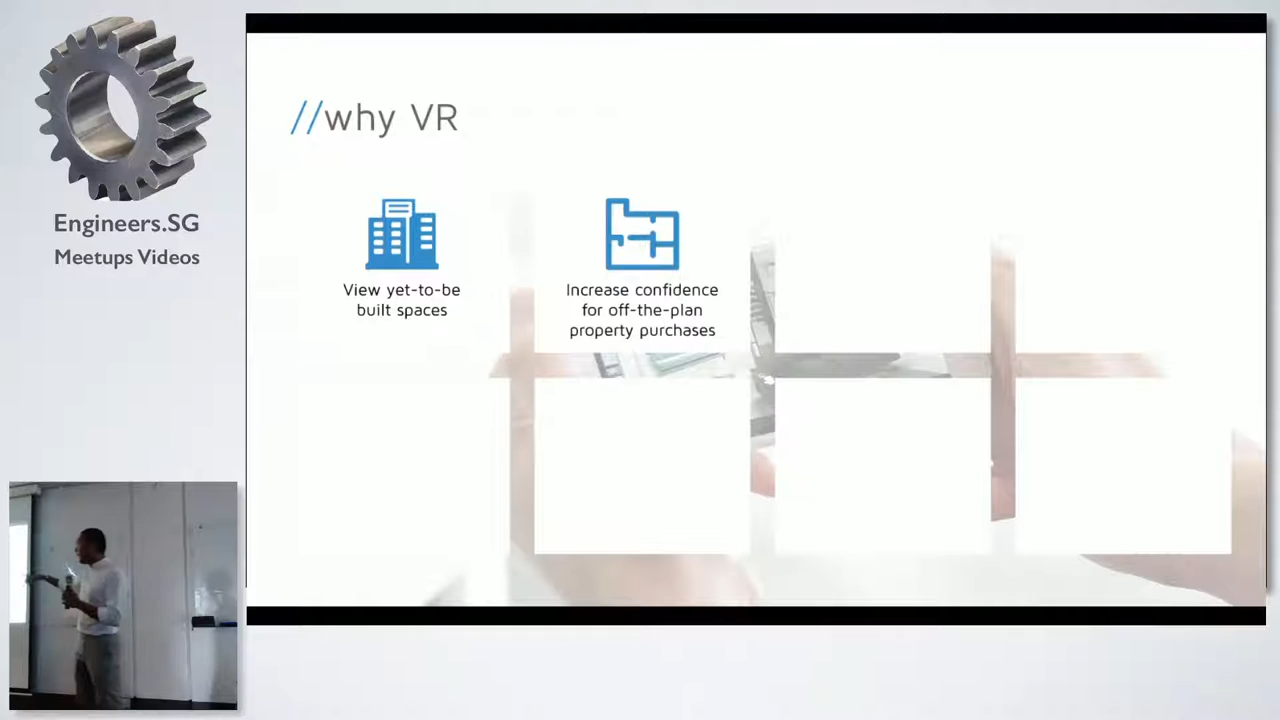 Engineers.SG
Meetups Videos
//why VR
View yet-to-be
built spaces
Increase confidence
for off-the-plan
property purchases